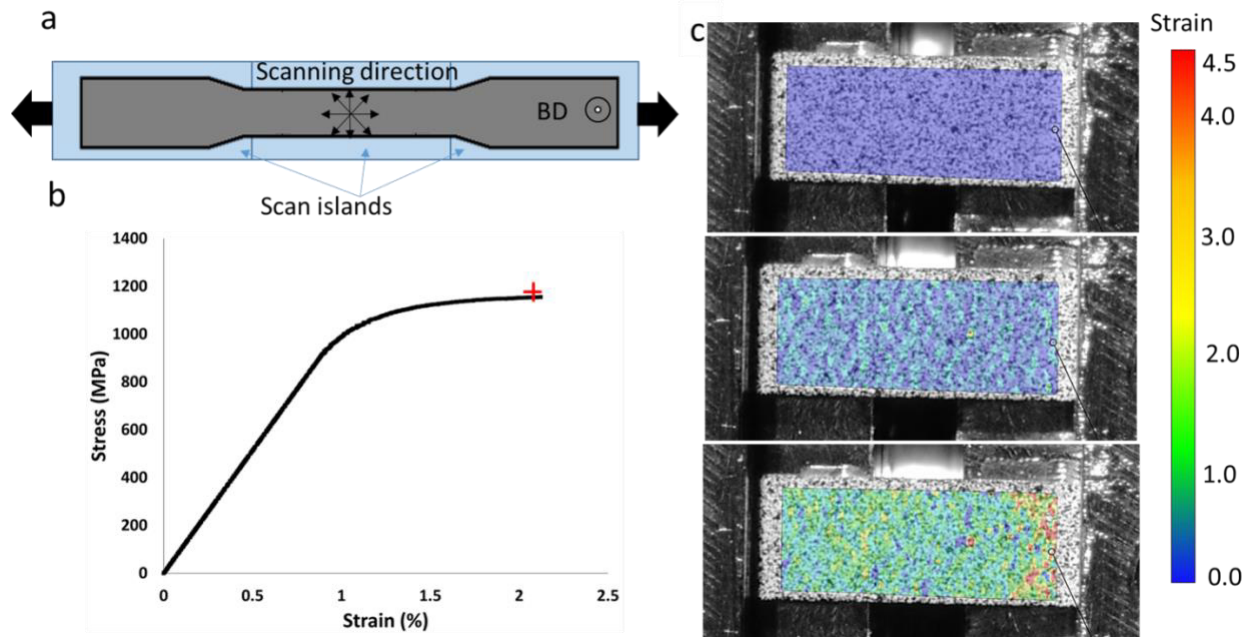 a
Scanning direction
BD
Scan islands
b
1400
1200
1000
800
600
400
200
0
Stress (MPa)
0
0.5
1
1.5
2
2.5
Strain (%)
c
Strain
4.5
4.0
3.0
2.0
1.0
0.0